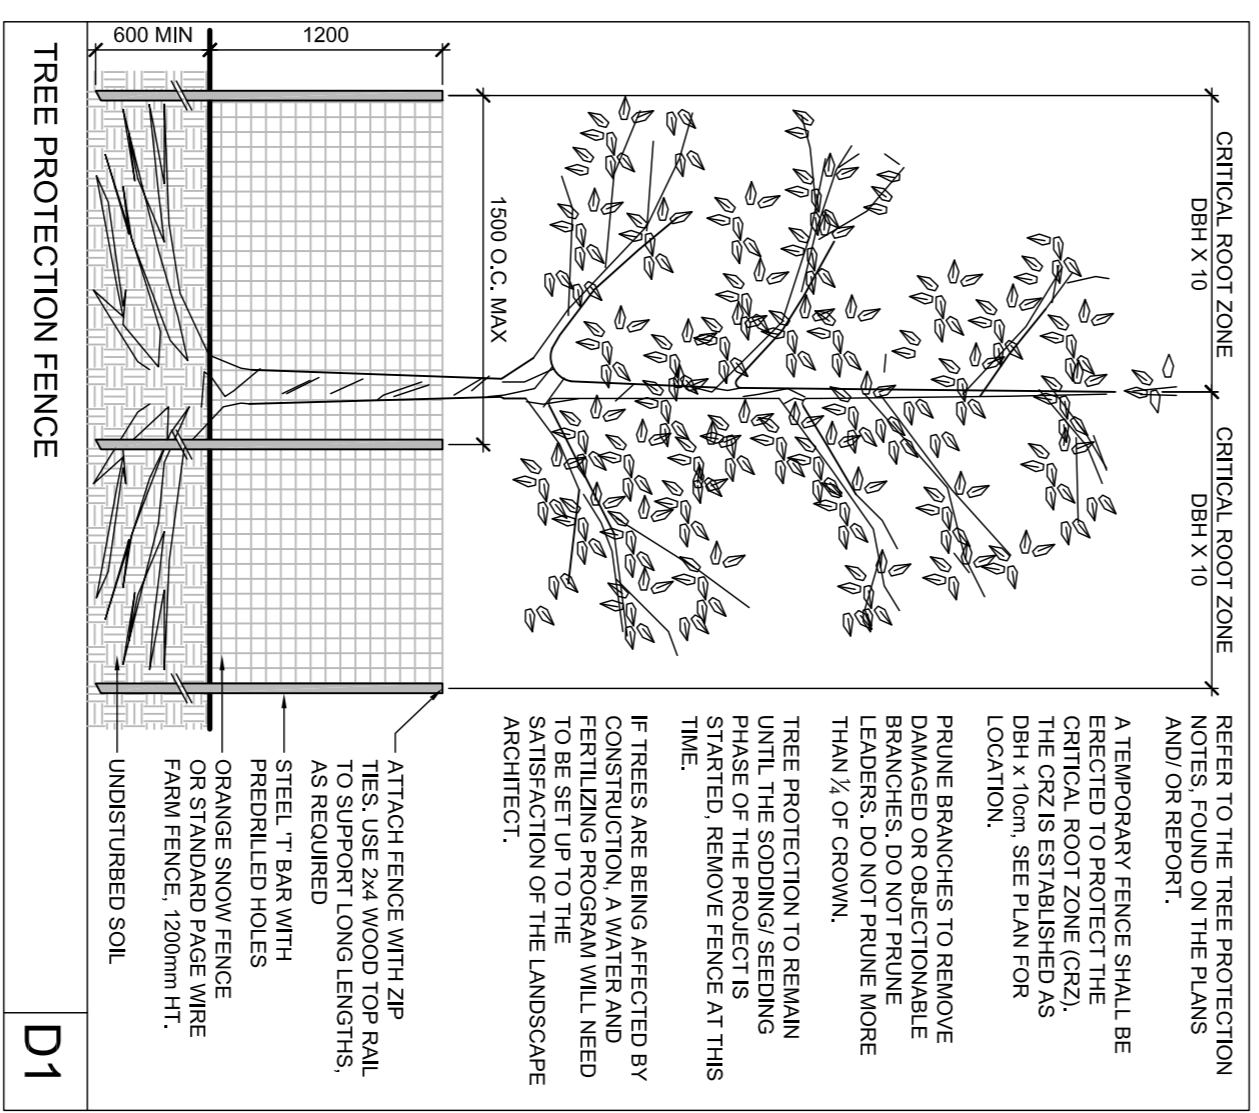 CRITICAL ROOT ZONE
DBH X 10
CRITICAL ROOT ZONE
DBH X 10
1500 O.C. MAX
1200
600 MIN
REFER TO THE TREE PROTECTION
NOTES, FOUND ON THE PLANS
AND/ OR REPORT.
A TEMPORARY FENCE SHALL BE
ERECTED TO PROTECT THE
CRITICAL ROOT ZONE (CRZ).
THE CRZ IS ESTABLISHED AS
DBH x 10cm, SEE PLAN FOR
LOCATION.
PRUNE BRANCHES TO REMOVE
DAMAGED OR OBJECTIONABLE
BRANCHES. DO NOT PRUNE
LEADERS. DO NOT PRUNE MORE
THAN ¼ OF CROWN.
TREE PROTECTION TO REMAIN
UNTIL THE SODDING/ SEEDING
PHASE OF THE PROJECT IS
STARTED, REMOVE FENCE AT THIS
TIME.
IF TREES ARE BEING AFFECTED BY
CONSTRUCTION, A WATER AND
FERTILIZING PROGRAM WILL NEED
TO BE SET UP TO THE
SATISFACTION OF THE LANDSCAPE
ARCHITECT.
ATTACH FENCE WITH ZIP
TIES. USE 2x4 WOOD TOP RAIL
TO SUPPORT LONG LENGTHS,
AS REQUIRED
STEEL 'T' BAR WITH
PREDRILLED HOLES
ORANGE SNOW FENCE
OR STANDARD PAGE WIRE
FARM FENCE, 1200mm HT.
UNDISTURBED SOIL
TREE PROTECTION FENCE
D1